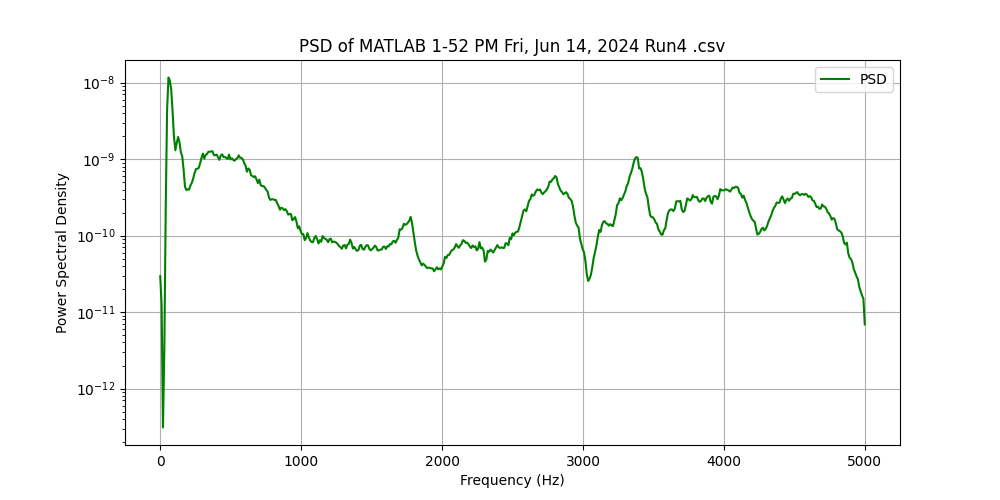 PSD of MATLAB 1-52 PM Fri, Jun 14, 2024 Run4 .csv
PSD
10⁻⁸
10⁻⁹
10⁻¹⁰
10⁻¹¹
10⁻¹²
Power Spectral Density
0 1000 2000 3000 4000 5000
Frequency (Hz)